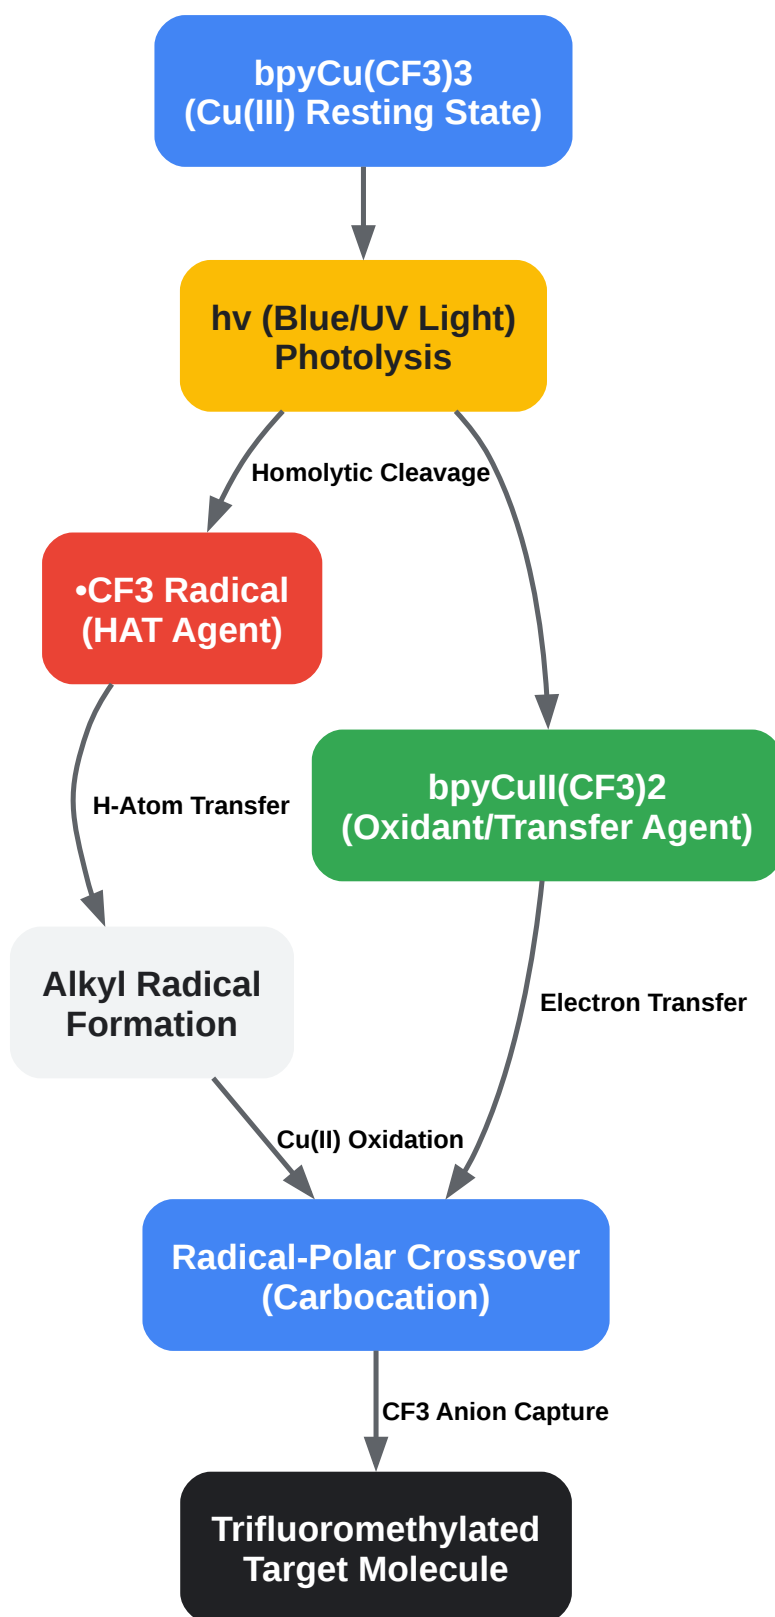 bpyCu(CF3)3
(Cu(III) Resting State)
hv (Blue/UV Light)
Photolysis
Homolytic Cleavage
•CF3 Radical
(HAT Agent)
bpyCuII(CF3)2
(Oxidant/Transfer Agent)
H-Atom Transfer
Alkyl Radical
Formation
Electron Transfer
Cu(II) Oxidation
Radical-Polar Crossover
(Carbocation)
CF3 Anion Capture
Trifluoromethylated
Target Molecule